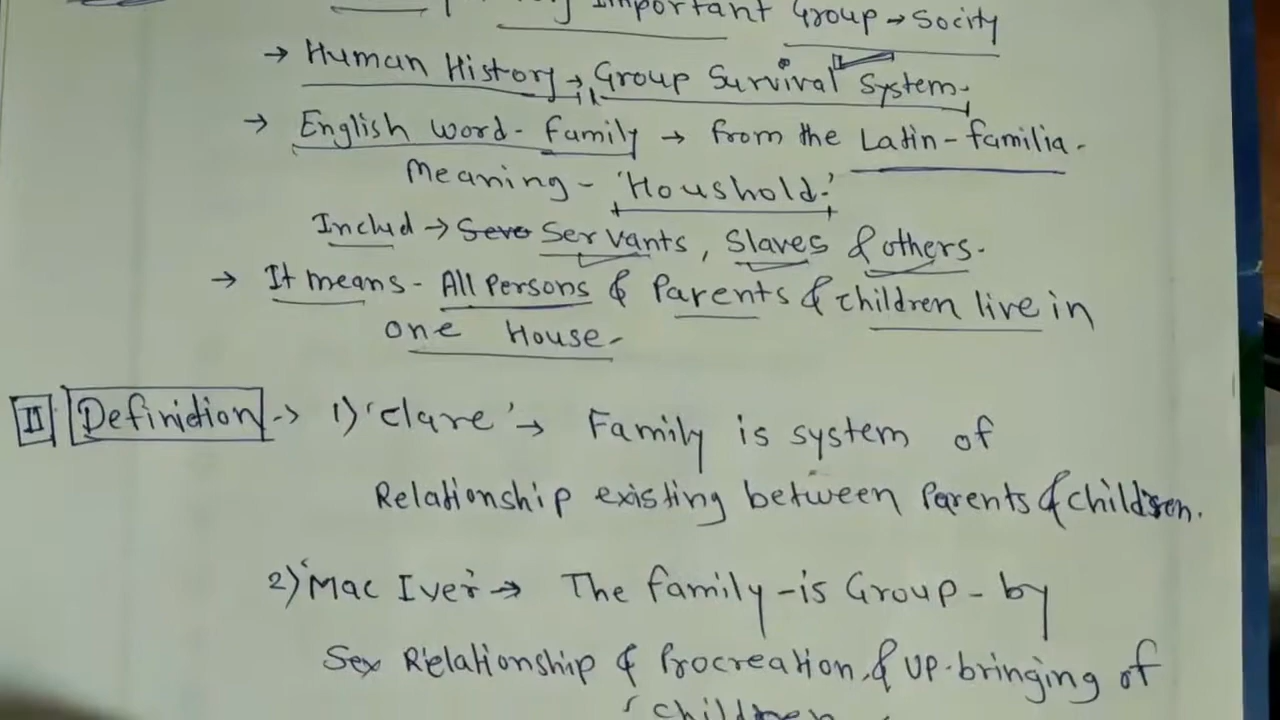 Important Group → Socity
→ Human History → Group Survival System.
→ English word - family → from the Latin - familia -
Meaning - 'Houshold.'
Includ → Seve Servants, Slaves & others.
→ It means - All Persons & Parents & children live in
one House -
II Definition -> 1) 'Clare' → Family is system of
Relationship existing between Parents & children.
2) 'Mac Iver' → The family - is Group - by
Sex Relationship & Procreation, & UP-bringing of
children